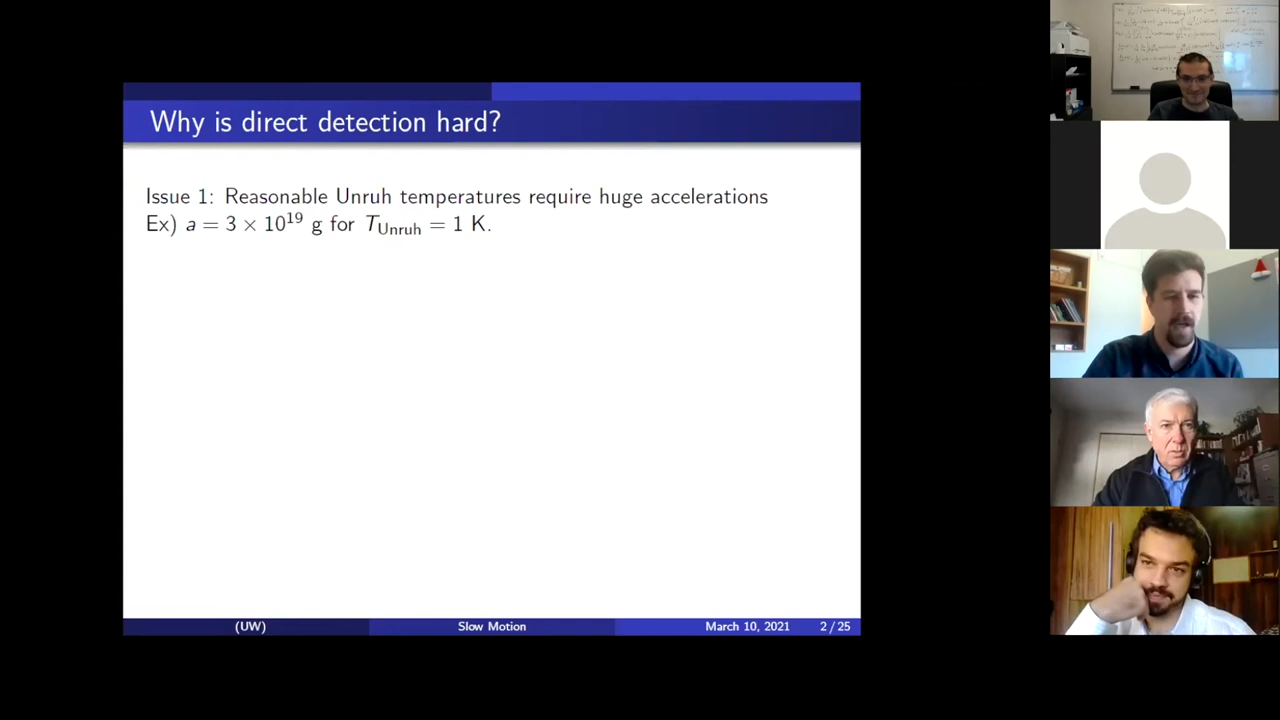 Why is direct detection hard?
Issue 1: Reasonable Unruh temperatures require huge accelerations
Ex) a = 3 × 10¹⁹ g for T_Unruh = 1 K.
(UW) Slow Motion March 10, 2021 2 / 25